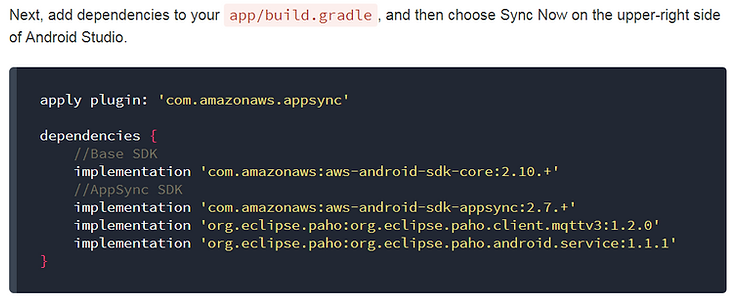 Next, add dependencies to your app/build.gradle, and then choose Sync Now on the upper-right side
of Android Studio.
apply plugin: 'com.amazonaws.appsync'
dependencies {
//Base SDK
implementation 'com.amazonaws:aws-android-sdk-core:2.10.+'
//AppSync SDK
implementation 'com.amazonaws:aws-android-sdk-appsync:2.7.+'
implementation 'org.eclipse.paho:org.eclipse.paho.client.mqttv3:1.2.0'
implementation 'org.eclipse.paho:org.eclipse.paho.android.service:1.1.1'
}